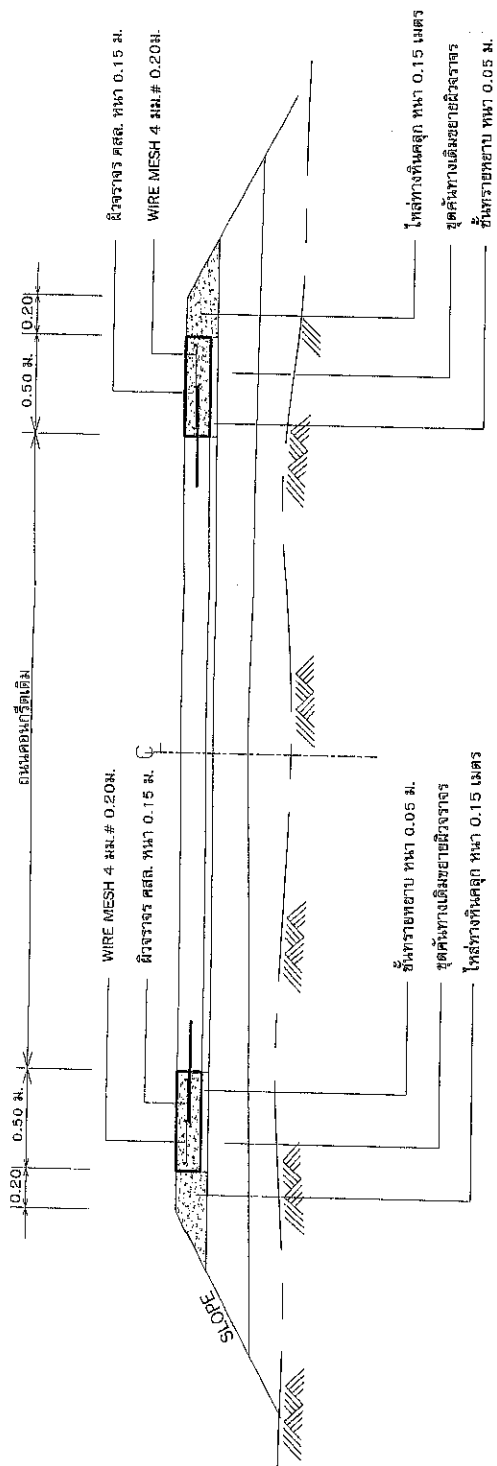 0.20
0.50 ม.
ถนนคอนกรีตเดิม
0.50 ม.
0.20
WIRE MESH 4 มม.# 0.20ม.
ผิวจราจร คสล. หนา 0.15 ม.
ผิวจราจร คสล. หนา 0.15 ม.
WIRE MESH 4 มม.# 0.20ม.
SLOPE
ชั้นทรายหยาบ หนา 0.05 ม.
ขุดคันทางเดิมขยายผิวจราจร
ไหล่ทางหินคลุก หนา 0.15 เมตร
ไหล่ทางหินคลุก หนา 0.15 เมตร
ขุดคันทางเดิมขยายผิวจราจร
ชั้นทรายหยาบ หนา 0.05 ม.